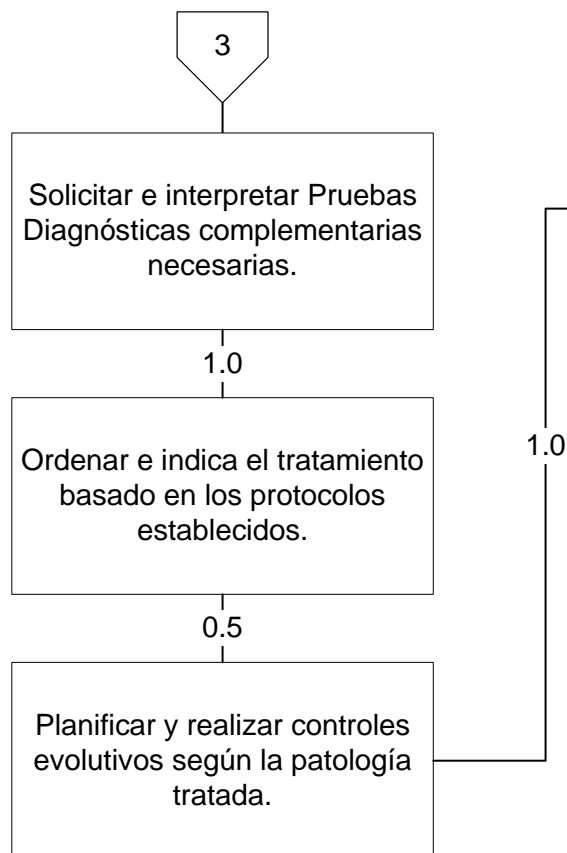 3
Solicitar e interpretar Pruebas
Diagnósticas complementarias
necesarias.
1.0
Ordenar e indica el tratamiento
basado en los protocolos
establecidos.
0.5
Planificar y realizar controles
evolutivos según la patología
tratada.
1.0